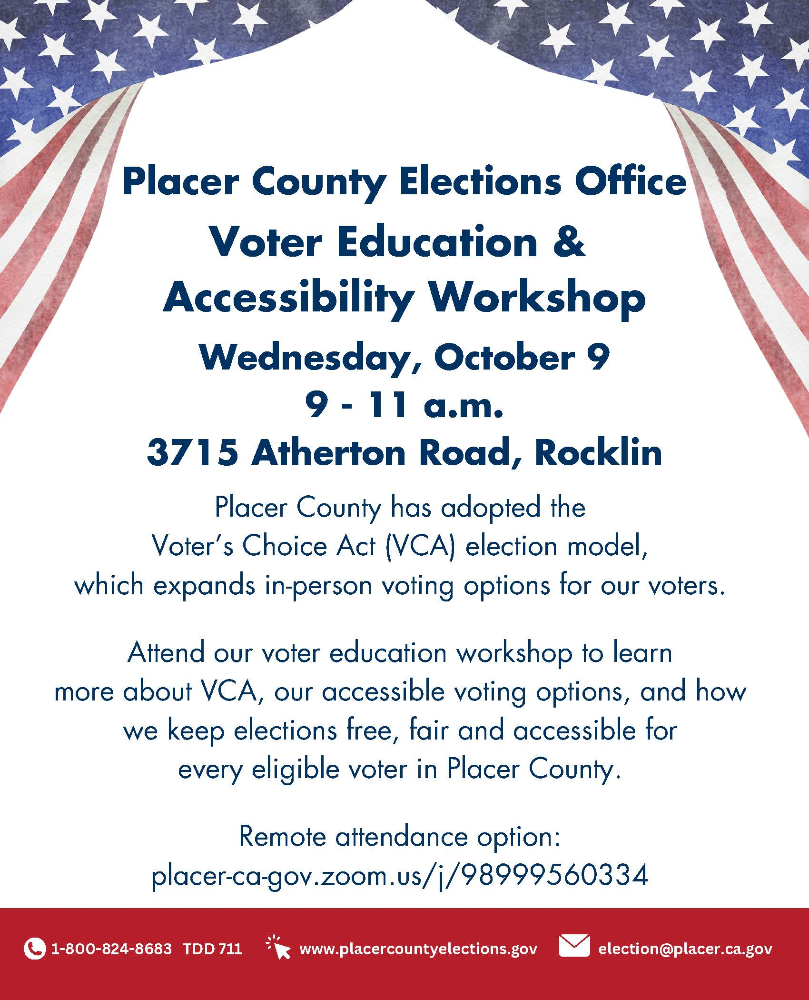 Placer County Elections Office
Voter Education &
Accessibility Workshop
Wednesday, October 9
9 - 11 a.m.
3715 Atherton Road, Rocklin
Placer County has adopted the
Voter’s Choice Act (VCA) election model,
which expands in-person voting options for our voters.
Attend our voter education workshop to learn
more about VCA, our accessible voting options, and how
we keep elections free, fair and accessible for
every eligible voter in Placer County.
Remote attendance option:
placer-ca-gov.zoom.us/j/98999560334
1-800-824-8683 TDD 711 www.placercountyelections.gov election@placer.ca.gov